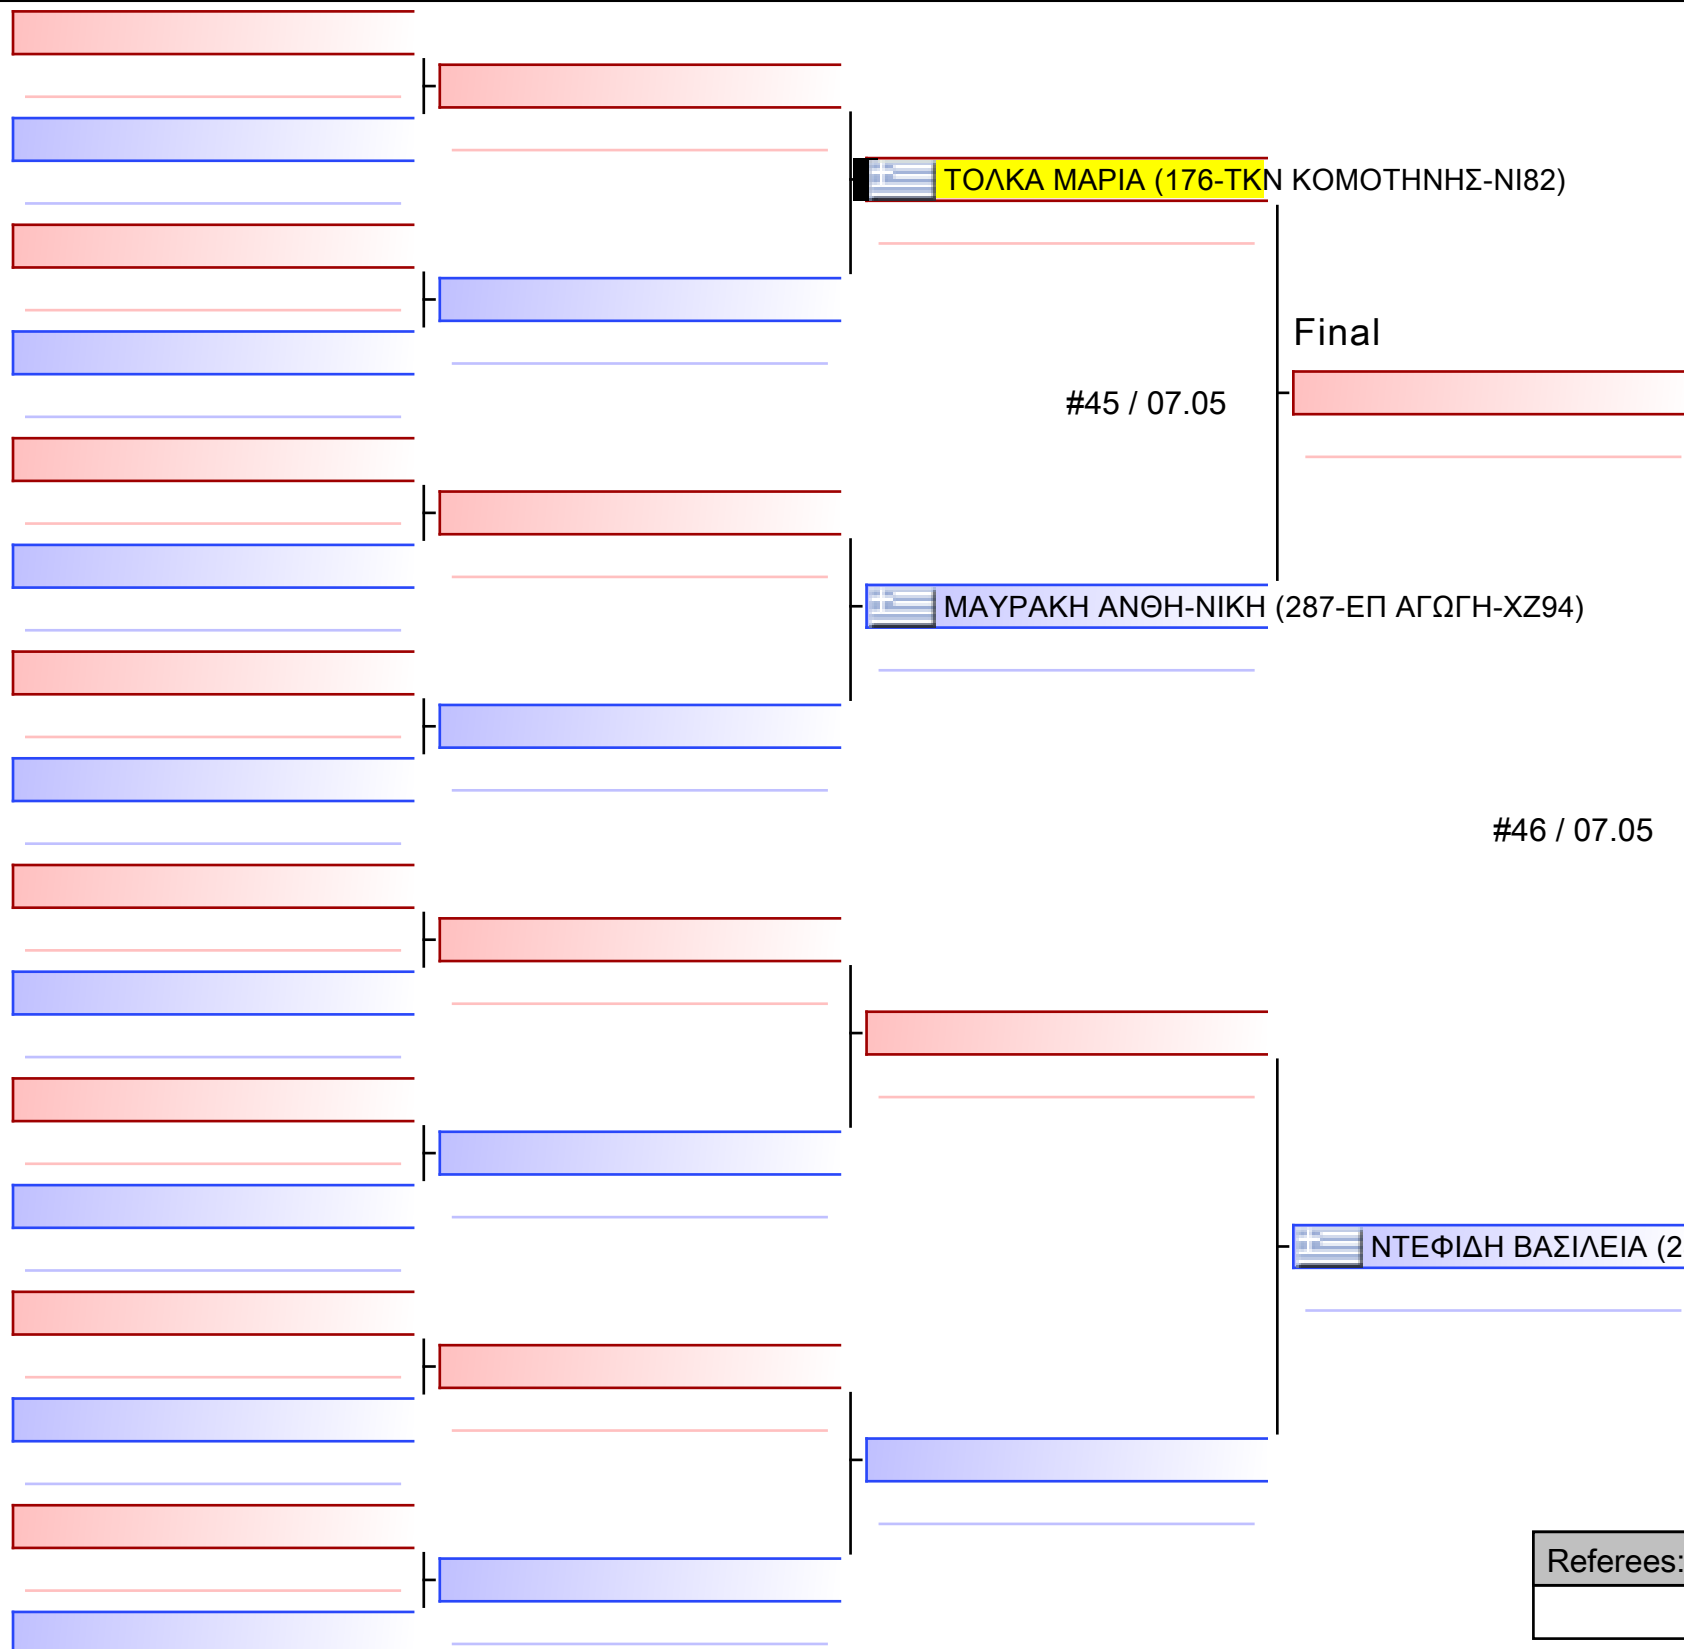 ΤΟΛΚΑ ΜΑΡΙΑ (176-ΤΚΝ ΚΟΜΟΤΗΝΗΣ-ΝΙ82)
Final
#45 / 07.05
ΜΑΥΡΑΚΗ ΑΝΘΗ-ΝΙΚΗ (287-ΕΠ ΑΓΩΓΗ-ΧΖ94)
#46 / 07.05
ΝΤΕΦΙΔΗ ΒΑΣΙΛΕΙΑ (2
Referees: